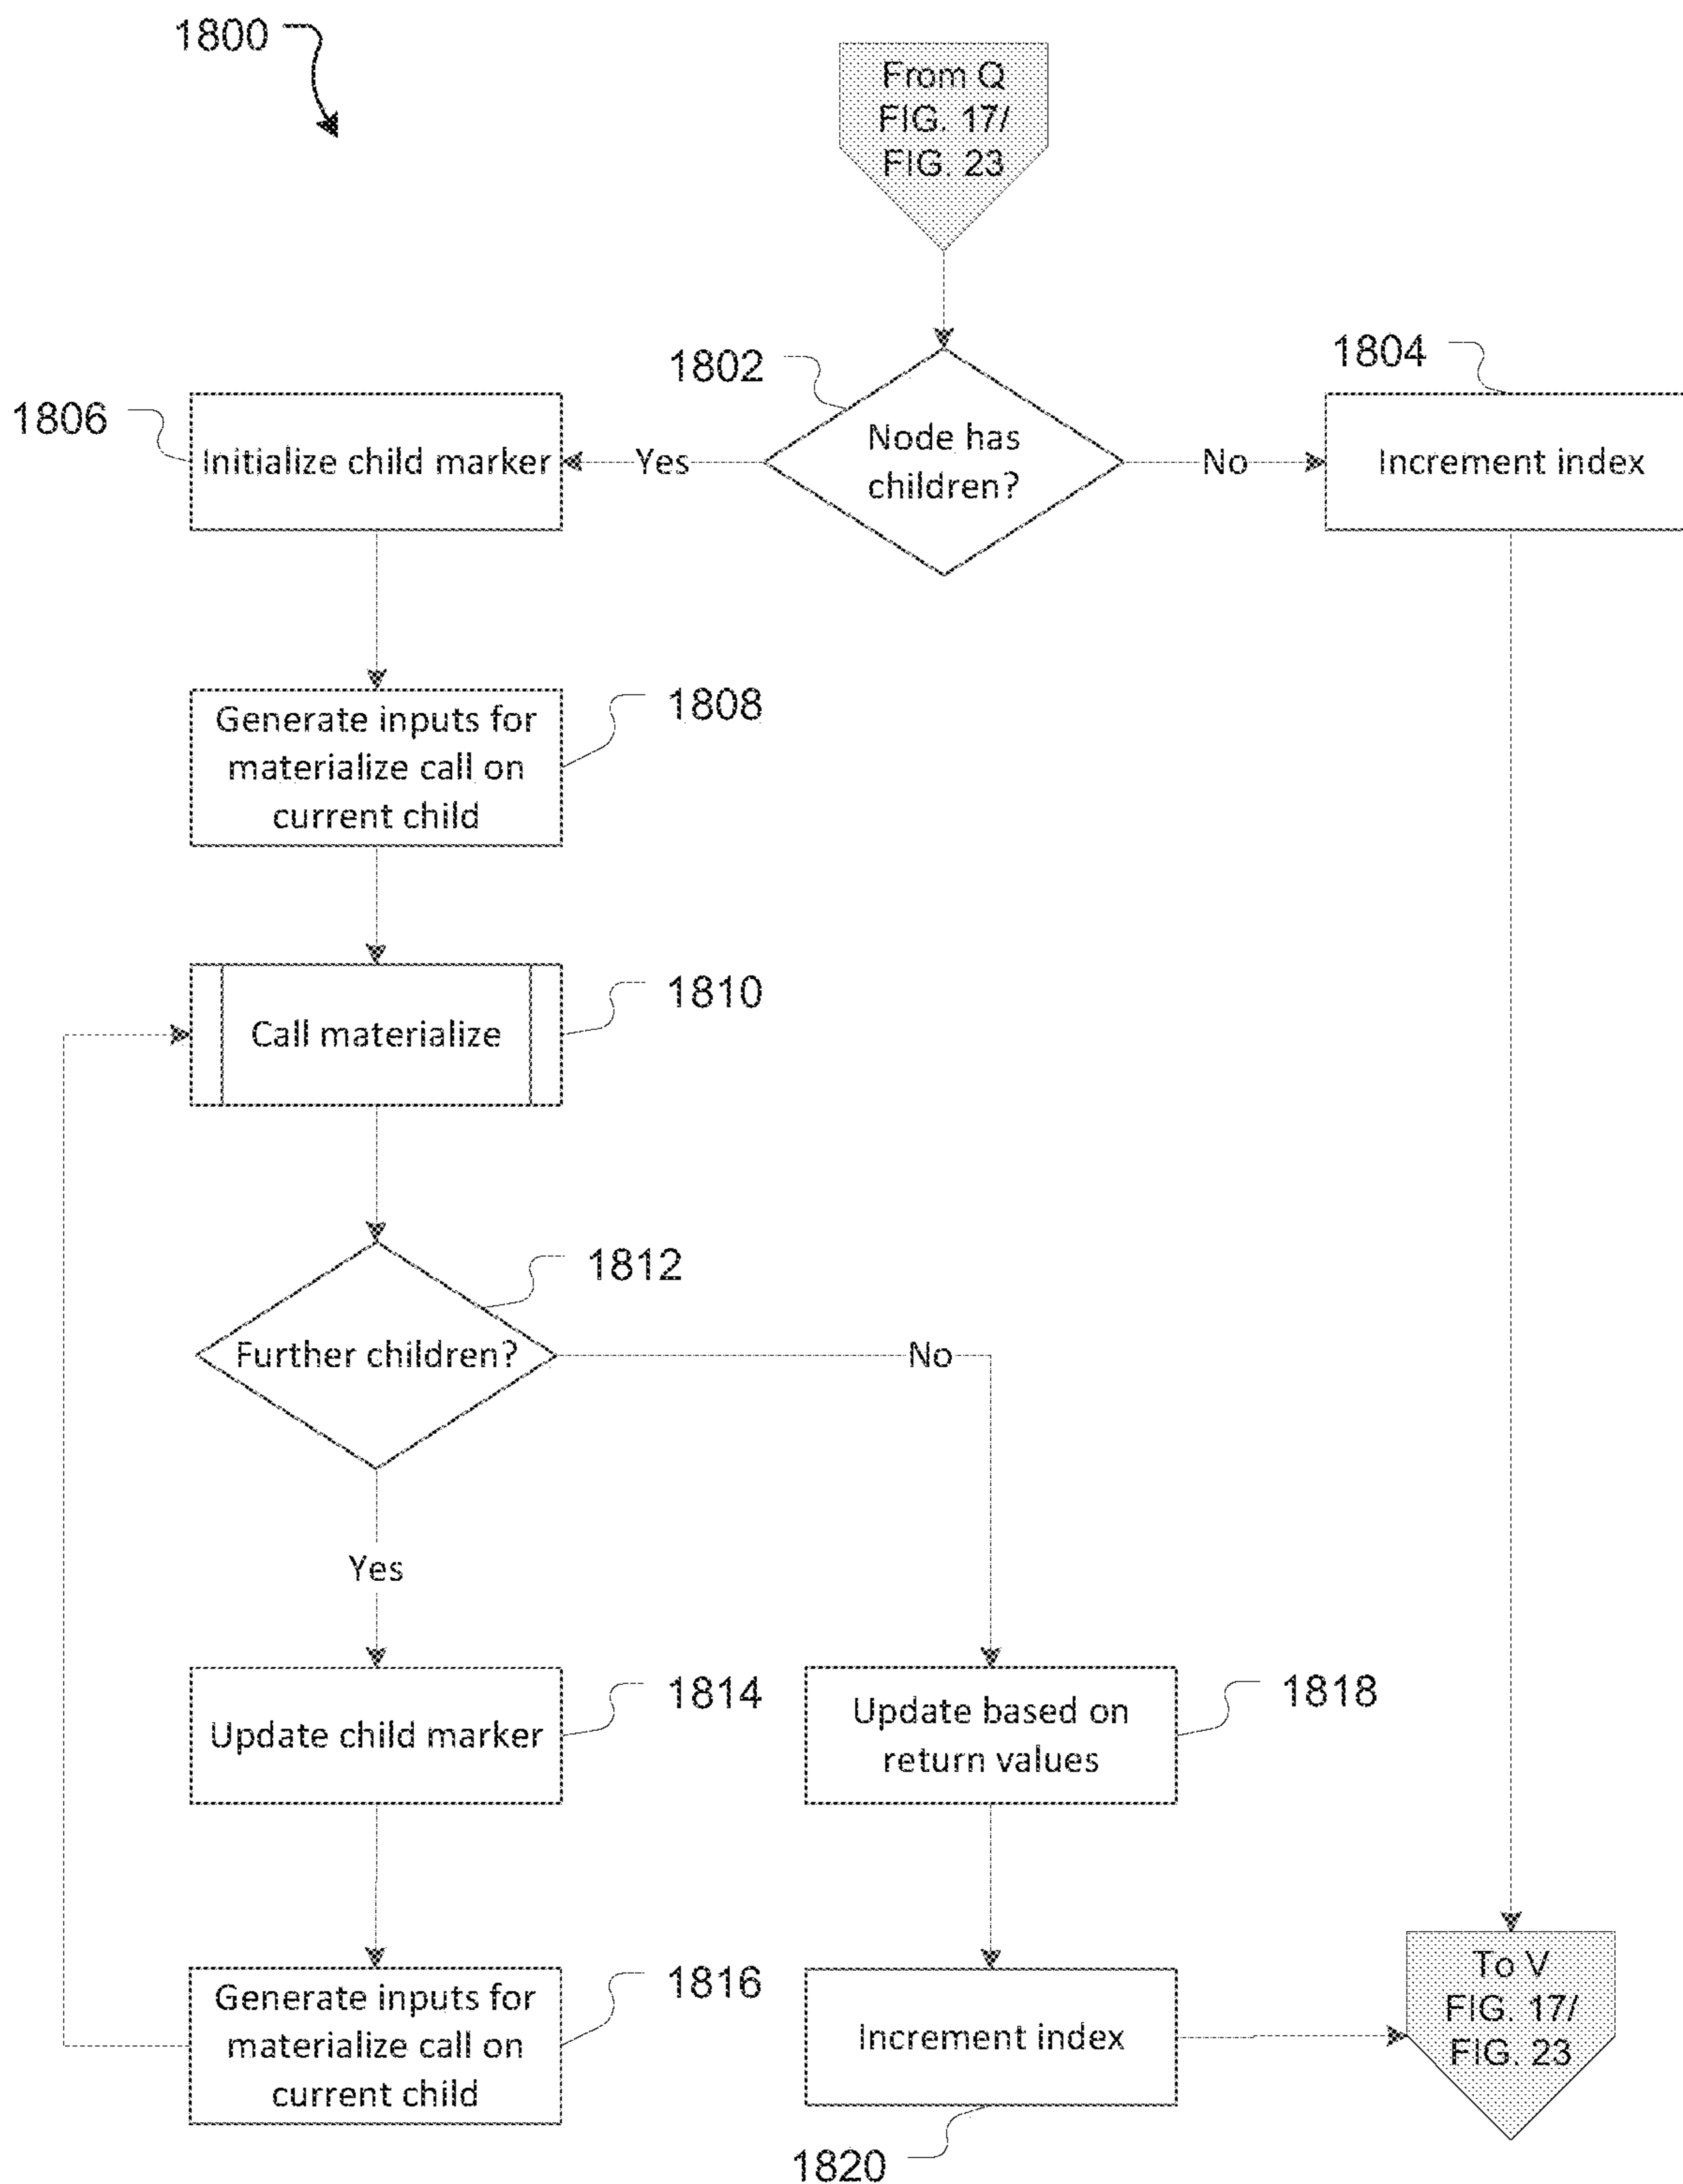 1800
From Q
FIG. 17/
FIG. 23
1802
1804
1806
Initialize child marker
Yes
Node has
children?
No
Increment index
Generate inputs for
materialize call on
current child
1808
Call materialize
1810
1812
Further children?
No
Yes
Update child marker
1814
Update based on
return values
1818
Generate inputs for
materialize call on
current child
1816
Increment index
1820
To V
FIG. 17/
FIG. 23